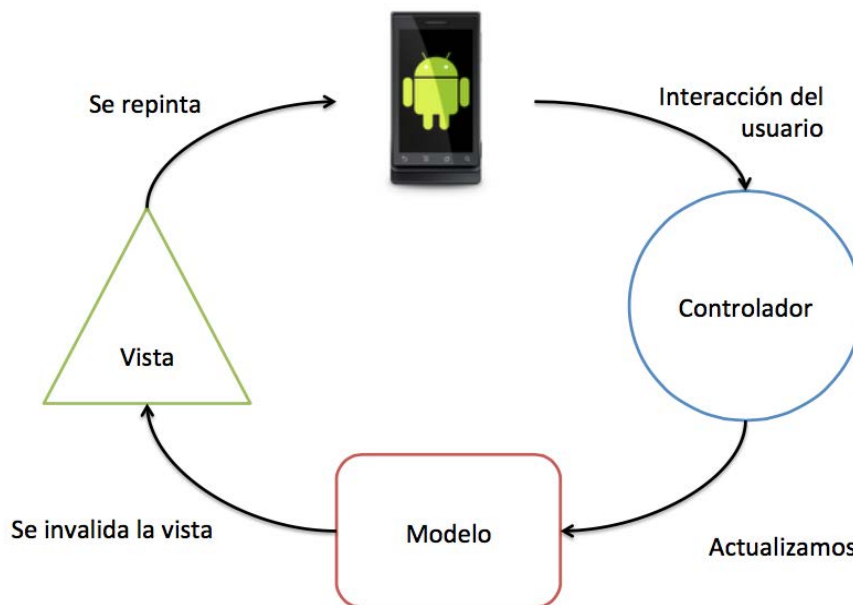 Se repinta
Interacción del
usuario
Controlador
Vista
Modelo
Se invalida la vista
Actualizamos